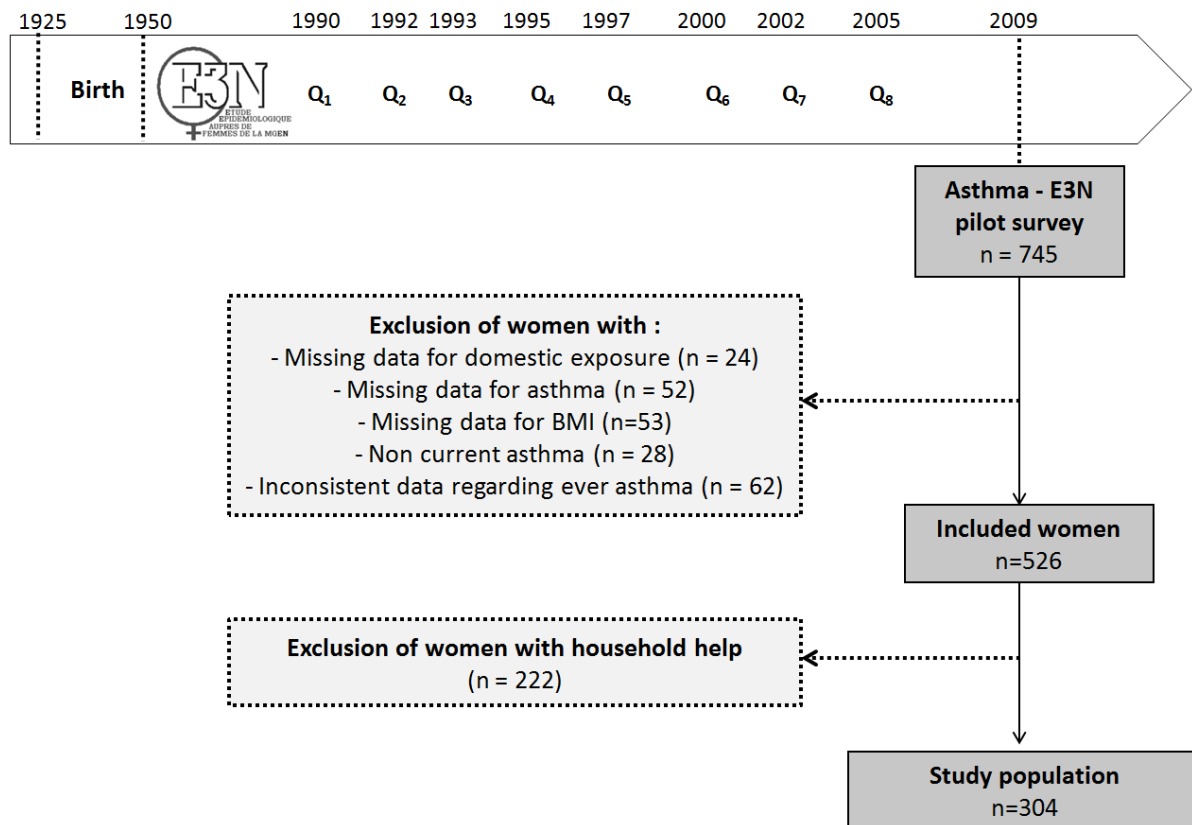 1925 1950 1990 1992 1993 1995 1997 2000 2002 2005 2009
Birth E3N Q₁ Q₂ Q₃ Q₄ Q₅ Q₆ Q₇ Q₈
ETUDE
EPIDEMIOLOGIQUE
AUPRES DE
FEMMES DE LA MGEN
Asthma - E3N
pilot survey
n = 745
Exclusion of women with :
- Missing data for domestic exposure (n = 24)
- Missing data for asthma (n = 52)
- Missing data for BMI (n=53)
- Non current asthma (n = 28)
- Inconsistent data regarding ever asthma (n = 62)
Included women
n=526
Exclusion of women with household help
(n = 222)
Study population
n=304